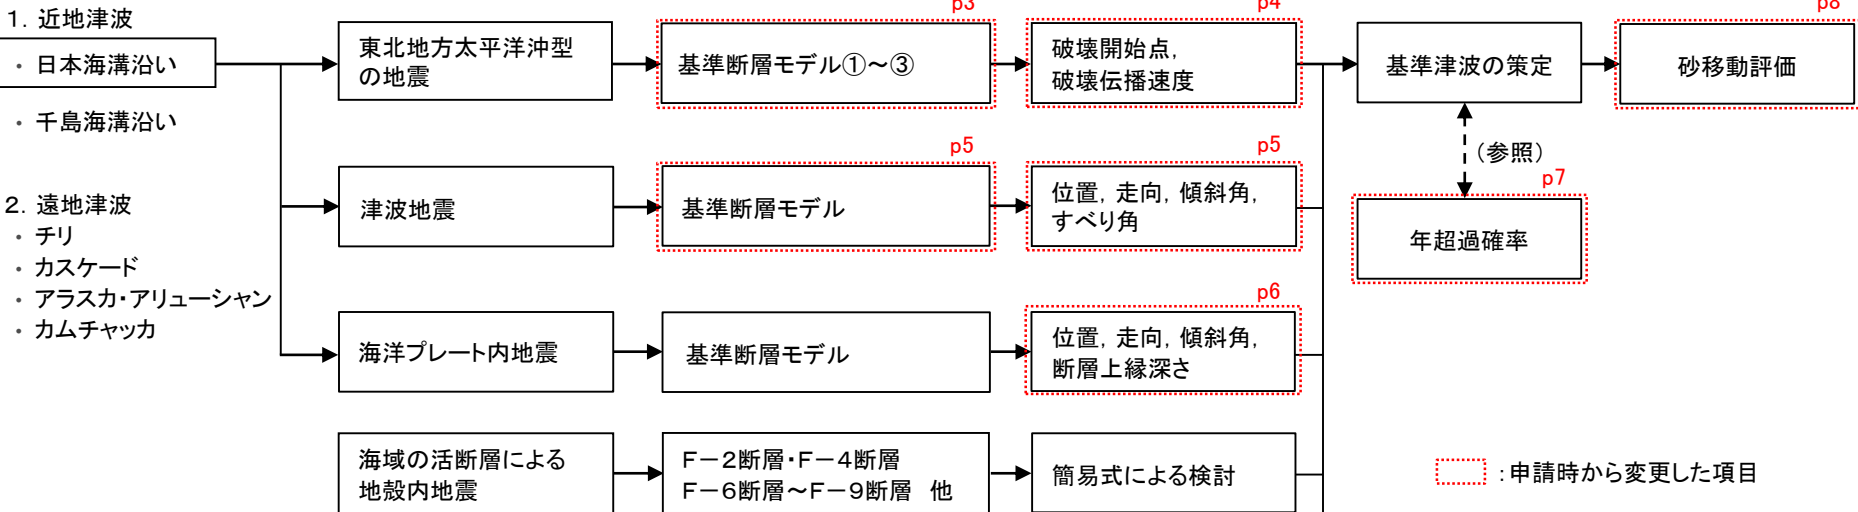 1．近地津波
・ 日本海溝沿い
・ 千島海溝沿い
2．遠地津波
・ チリ
・ カスケード
・ アラスカ・アリューシャン
・ カムチャッカ
東北地方太平洋沖型
の地震
p3
基準断層モデル①～③
p4
破壊開始点，
破壊伝播速度
基準津波の策定
p8
砂移動評価
（参照）
p7
年超過確率
津波地震
p5
基準断層モデル
p5
位置，走向，傾斜角，
すべり角
海洋プレート内地震
基準断層モデル
p6
位置，走向，傾斜角，
断層上縁深さ
海域の活断層による
地殻内地震
F－2断層・F－4断層
F－6断層～F－9断層　他
簡易式による検討
：申請時から変更した項目